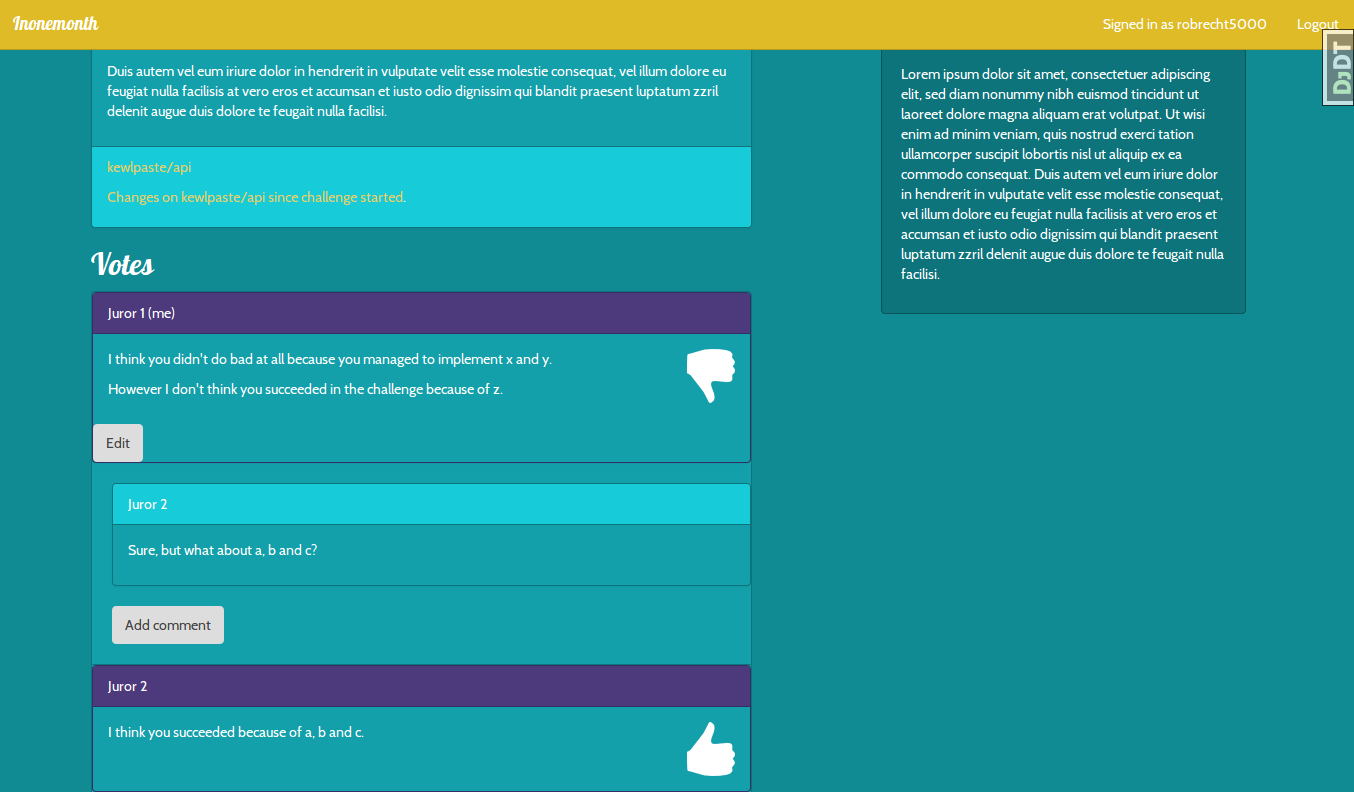 Inonemonth
Signed in as robrecht5000
Logout
DjDT
Duis autem vel eum iriure dolor in hendrerit in vulputate velit esse molestie consequat, vel illum dolore eu
feugiat nulla facilisis at vero eros et accumsan et iusto odio dignissim qui blandit praesent luptatum zzril
delenit augue duis dolore te feugait nulla facilisi.
kewlpaste/api
Changes on kewlpaste/api since challenge started.
Votes
Juror 1 (me)
I think you didn't do bad at all because you managed to implement x and y.
However I don't think you succeeded in the challenge because of z.
Edit
Juror 2
Sure, but what about a, b and c?
Add comment
Juror 2
I think you succeeded because of a, b and c.
Lorem ipsum dolor sit amet, consectetuer adipiscing
elit, sed diam nonummy nibh euismod tincidunt ut
laoreet dolore magna aliquam erat volutpat. Ut wisi
enim ad minim veniam, quis nostrud exerci tation
ullamcorper suscipit lobortis nisl ut aliquip ex ea
commodo consequat. Duis autem vel eum iriure dolor
in hendrerit in vulputate velit esse molestie consequat,
vel illum dolore eu feugiat nulla facilisis at vero eros et
accumsan et iusto odio dignissim qui blandit praesent
luptatum zzril delenit augue duis dolore te feugait nulla
facilisi.